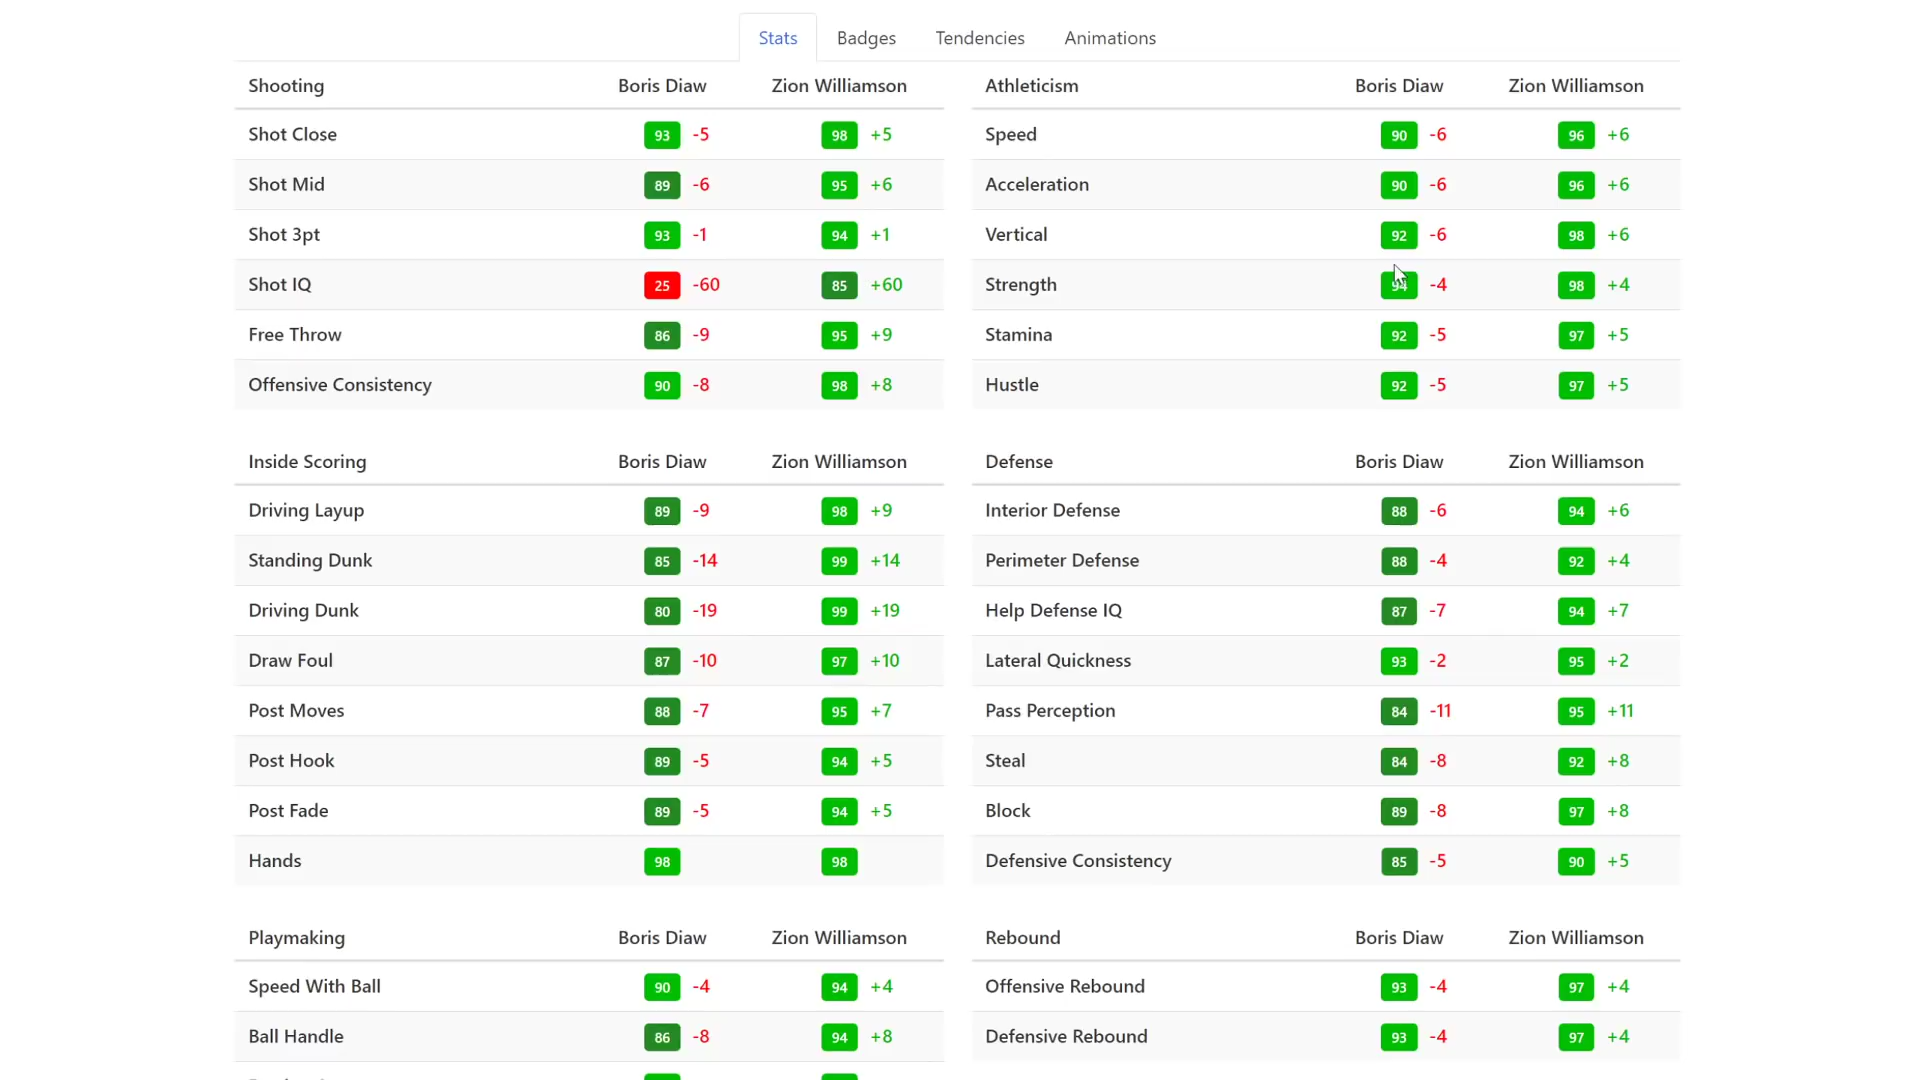 Stats Badges Tendencies Animations
Shooting Boris Diaw Zion Williamson
Shot Close 93 -5 98 +5
Shot Mid 89 -6 95 +6
Shot 3pt 93 -1 94 +1
Shot IQ 25 -60 85 +60
Free Throw 86 -9 95 +9
Offensive Consistency 90 -8 98 +8
Athleticism Boris Diaw Zion Williamson
Speed 90 -6 96 +6
Acceleration 90 -6 96 +6
Vertical 92 -6 98 +6
Strength 94 -4 98 +4
Stamina 92 -5 97 +5
Hustle 92 -5 97 +5
Inside Scoring Boris Diaw Zion Williamson
Driving Layup 89 -9 98 +9
Standing Dunk 85 -14 99 +14
Driving Dunk 80 -19 99 +19
Draw Foul 87 -10 97 +10
Post Moves 88 -7 95 +7
Post Hook 89 -5 94 +5
Post Fade 89 -5 94 +5
Hands 98 98
Defense Boris Diaw Zion Williamson
Interior Defense 88 -6 94 +6
Perimeter Defense 88 -4 92 +4
Help Defense IQ 87 -7 94 +7
Lateral Quickness 93 -2 95 +2
Pass Perception 84 -11 95 +11
Steal 84 -8 92 +8
Block 89 -8 97 +8
Defensive Consistency 85 -5 90 +5
Playmaking Boris Diaw Zion Williamson
Speed With Ball 90 -4 94 +4
Ball Handle 86 -8 94 +8
Rebound Boris Diaw Zion Williamson
Offensive Rebound 93 -4 97 +4
Defensive Rebound 93 -4 97 +4